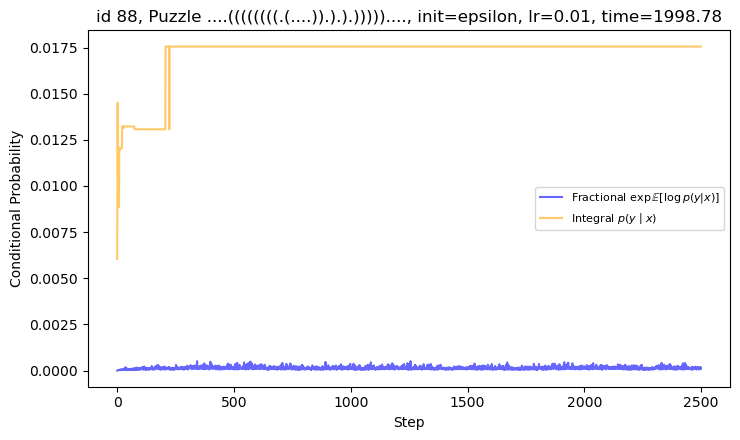 id 88, Puzzle ....((((((((.(....)).).).)))))...., init=epsilon, lr=0.01, time=1998.78
0.0175
0.0150
0.0125
0.0100
0.0075
0.0050
0.0025
0.0000
Conditional Probability
Fractional exp𝔼[log p(y|x)]
Integral p(y | x)
0
500
1000
1500
2000
2500
Step